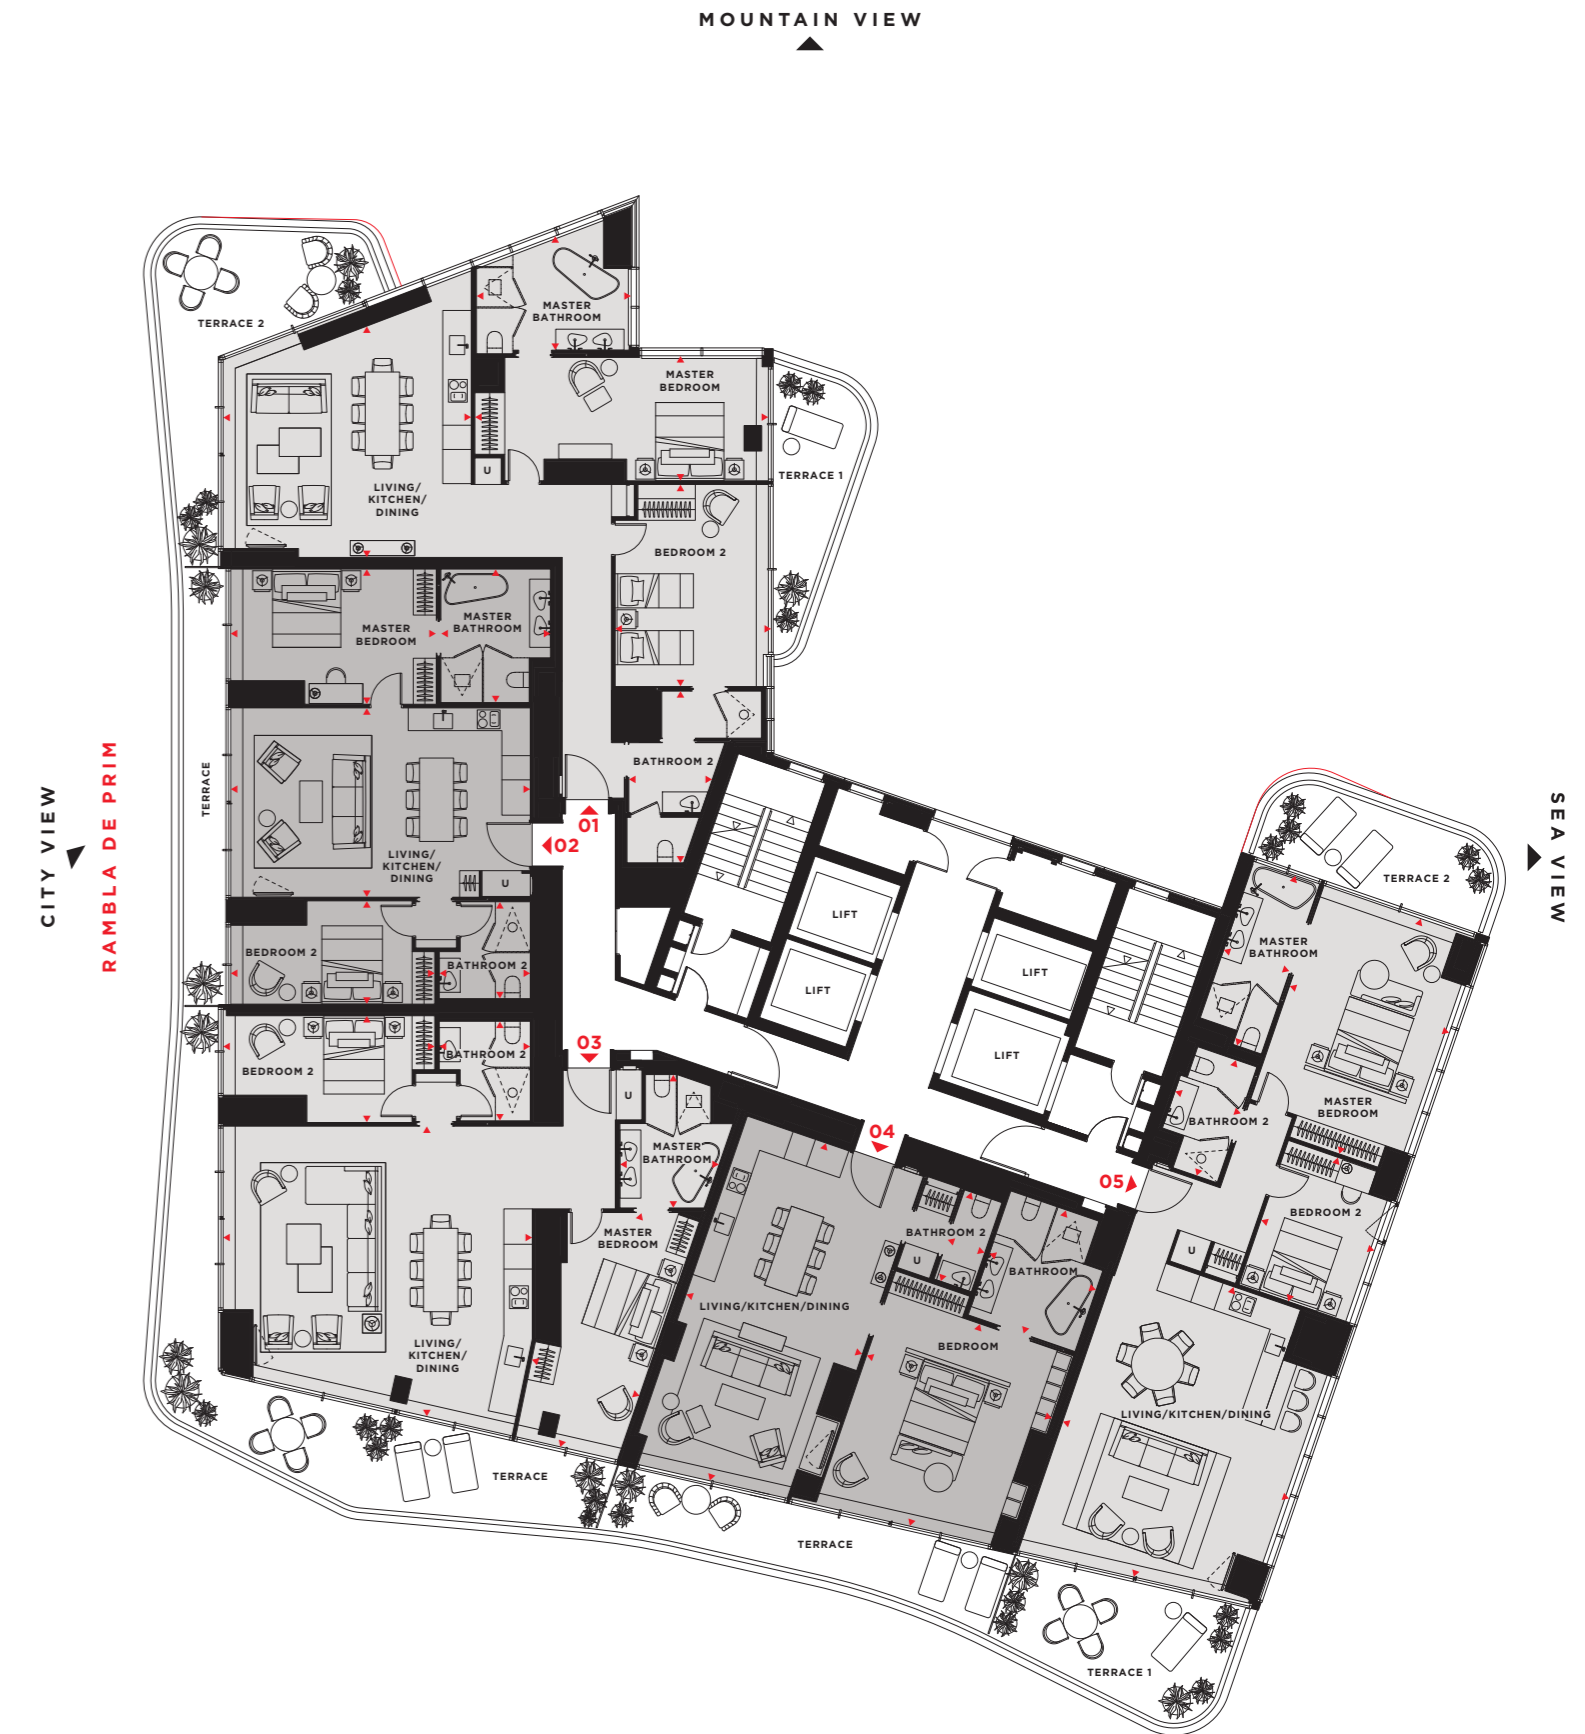 MOUNTAIN VIEW
MASTER
BATHROOM
TERRACE 2
MASTER
BEDROOM
U
TERRACE 1
LIVING/
KITCHEN/
DINING
BEDROOM 2
MASTER
BEDROOM
MASTER
BATHROOM
TERRACE
CITY VIEW
RAMBLA DE PRIM
BATHROOM 2
01
02
LIVING/
KITCHEN/
DINING
U
BEDROOM 2
BATHROOM 2
LIFT
LIFT
LIFT
LIFT
SEA VIEW
TERRACE 2
MASTER
BATHROOM
03
BEDROOM 2
BATHROOM 2
U
MASTER
BATHROOM
MASTER
BEDROOM
BATHROOM 2
04
05
MASTER
BEDROOM
BATHROOM 2
U
BATHROOM
BEDROOM 2
U
LIVING/KITCHEN/DINING
BEDROOM
LIVING/
KITCHEN/
DINING
LIVING/KITCHEN/DINING
TERRACE
TERRACE
TERRACE 1